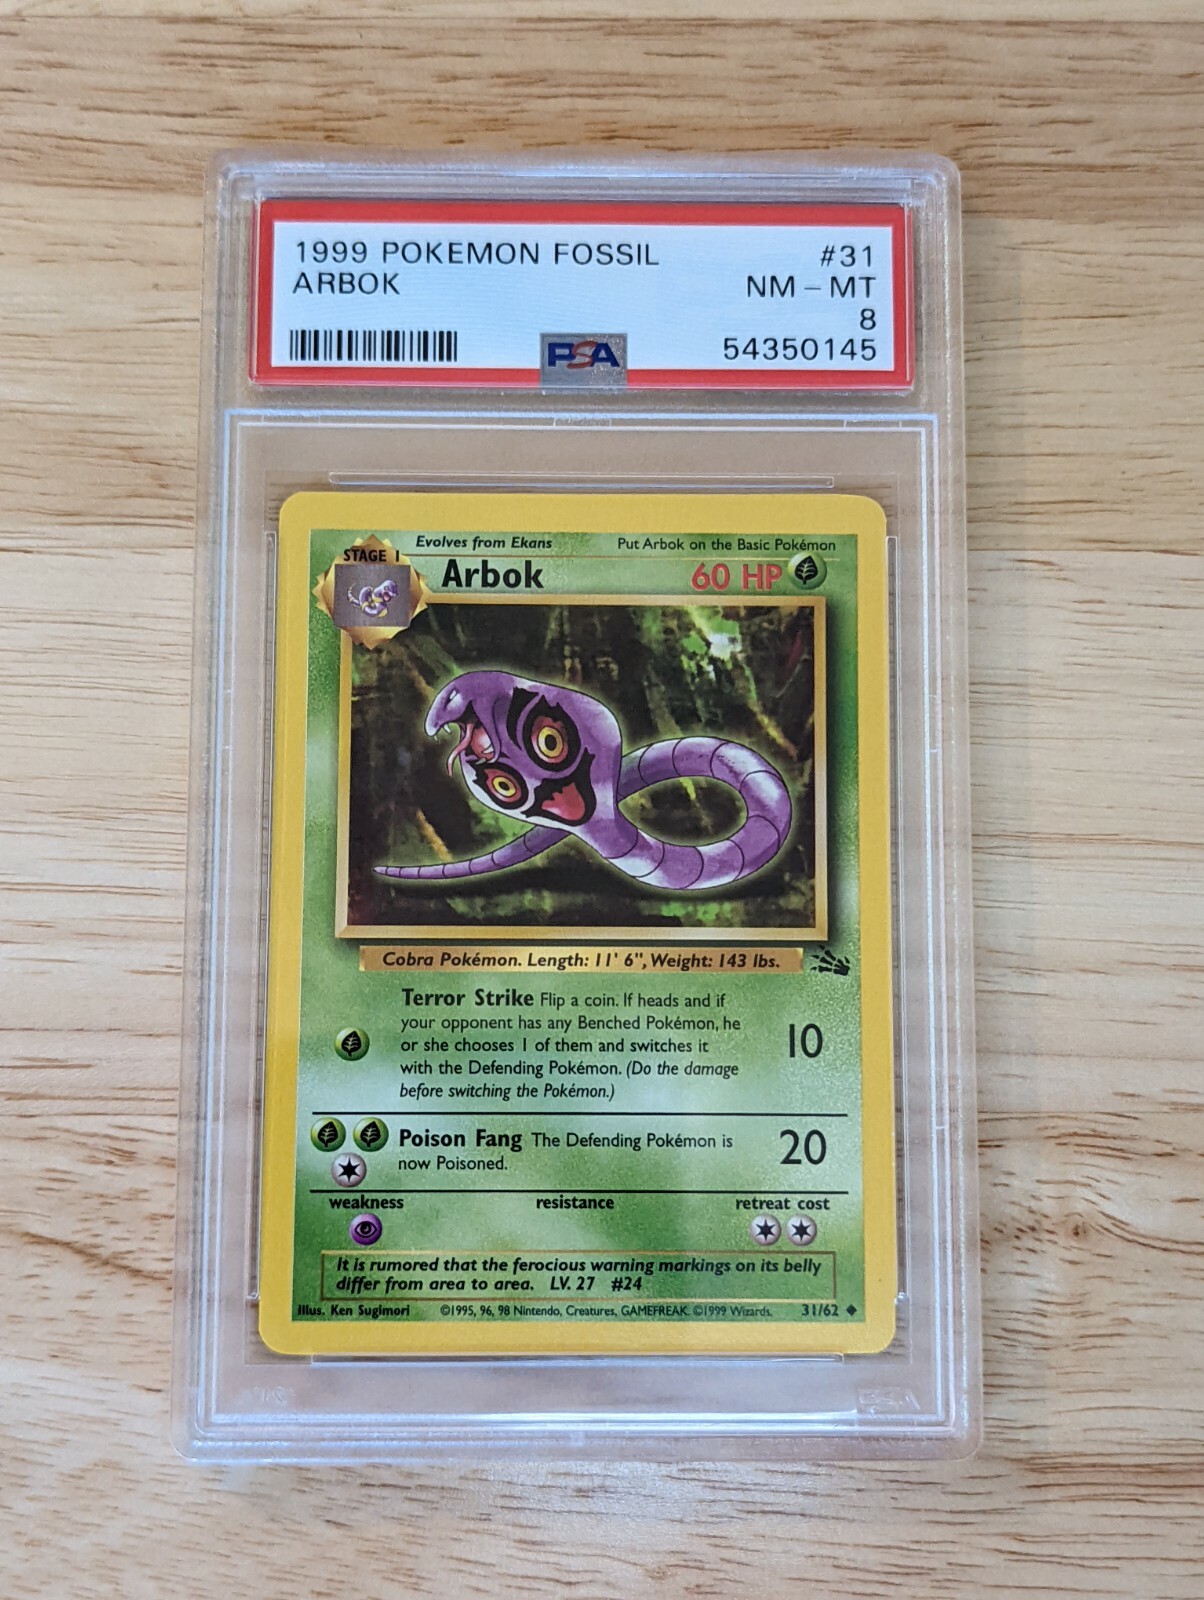 1999 POKEMON FOSSIL #31
ARBOK NM - MT
8
PSA 54350145
Evolves from Ekans Put Arbok on the Basic Pokémon
STAGE 1
Arbok 60 HP
Cobra Pokémon. Length: 11' 6", Weight: 143 lbs.
Terror Strike Flip a coin. If heads and if
your opponent has any Benched Pokémon, he
or she chooses 1 of them and switches it
with the Defending Pokémon. (Do the damage
before switching the Pokémon.)
10
Poison Fang The Defending Pokémon is
now Poisoned.
20
weakness resistance retreat cost
It is rumored that the ferocious warning markings on its belly
differ from area to area. LV. 27 #24
Illus. Ken Sugimori ©1995, 96, 98 Nintendo, Creatures, GAMEFREAK. ©1999 Wizards. 31/62
PSA